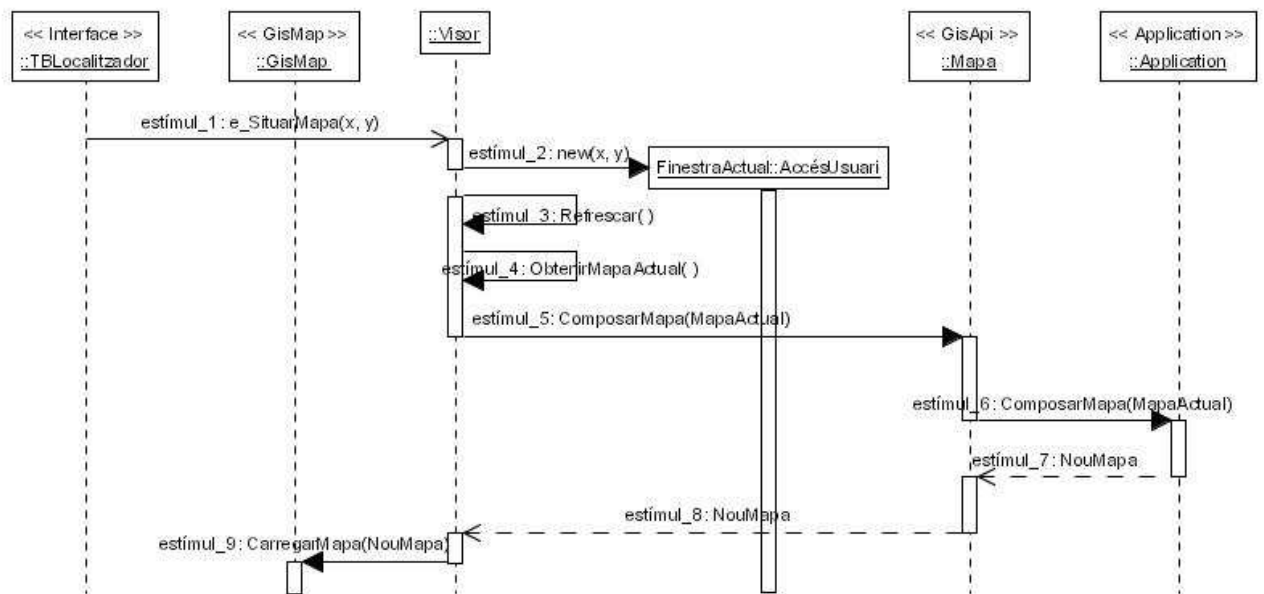 << Interface >>
::TBLocalitzador
<< GisMap >>
::GisMap
::Visor
<< GisApi >>
::Mapa
<< Application >>
::Application
estímul_1: e_SituarMapa(x, y)
estímul_2: new(x, y)
FinestraActual::AccésUsuari
estímul_3: Refrescar( )
estímul_4: ObtenirMapaActual( )
estímul_5: ComposarMapa(MapaActual)
estímul_6: ComposarMapa(MapaActual)
estímul_7: NouMapa
estímul_8: NouMapa
estímul_9: CarregarMapa(NouMapa)